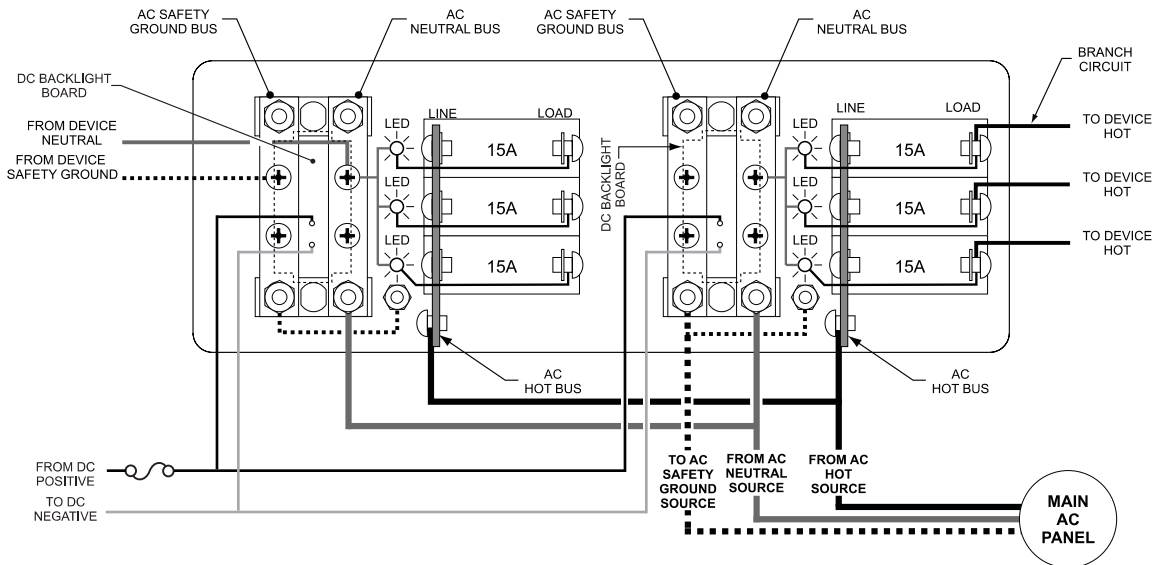 AC SAFETY
GROUND BUS
AC
NEUTRAL BUS
AC SAFETY
GROUND BUS
AC
NEUTRAL BUS
BRANCH
CIRCUIT
DC BACKLIGHT
BOARD
FROM DEVICE
NEUTRAL
FROM DEVICE
SAFETY GROUND
LED
LINE
LOAD
15A
LED
15A
LED
15A
DC BACKLIGHT
BOARD
LED
LINE
LOAD
15A
LED
15A
LED
15A
TO DEVICE
HOT
TO DEVICE
HOT
TO DEVICE
HOT
AC
HOT BUS
AC
HOT BUS
FROM DC
POSITIVE
TO DC
NEGATIVE
TO AC
SAFETY
GROUND
SOURCE
FROM AC
NEUTRAL
SOURCE
FROM AC
HOT
SOURCE
MAIN
AC
PANEL